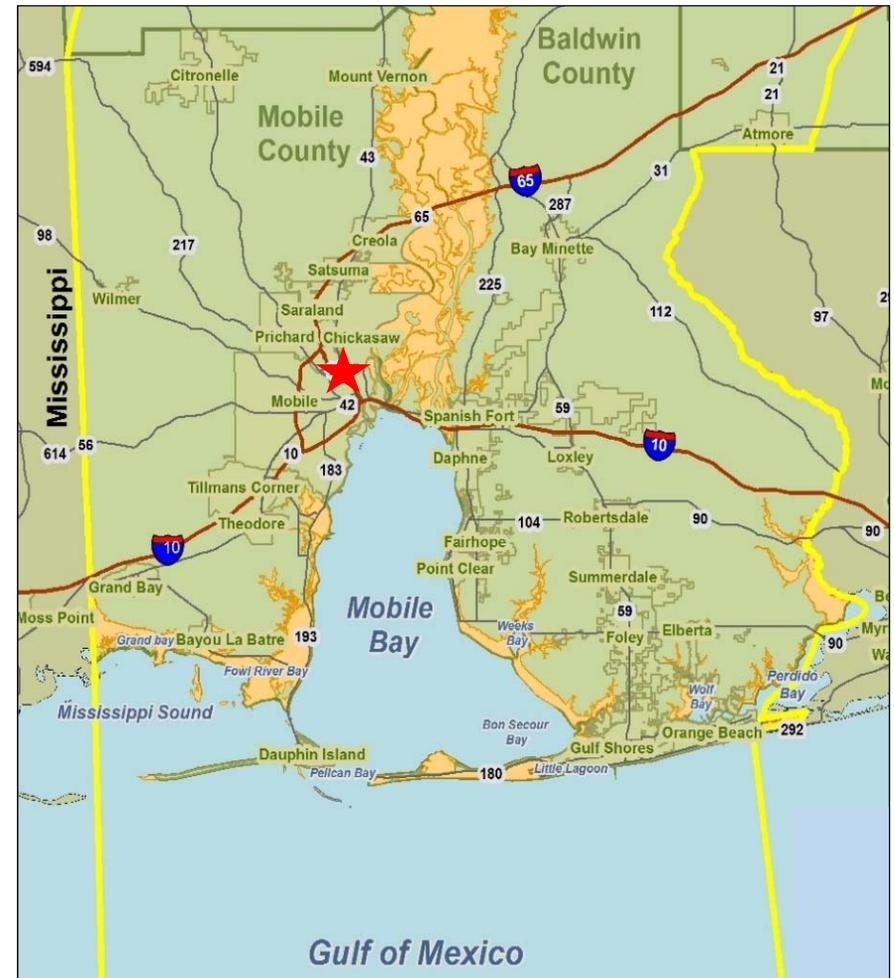 Baldwin
County
594
Citronelle
Mount Vernon
21
21
Mobile
County
Atmore
43
31
65
287
65
Creola
98
217
Bay Minette
Satsuma
225
Mississippi
Wilmer
Saraland
112
97
Prichard
Chickasaw
Mobile
42
Spanish Fort
59
614
56
10
10
183
Daphne
Loxley
Tillmans Corner
Theodore
104
Robertsdale
90
90
10
Fairhope
Point Clear
Summerdale
Grand Bay
Mobile
Bay
59
Moss Point
Grand bay
Bayou La Batre
193
Weeks
Bay
Foley
Elberta
90
Fowl River Bay
Perdido
Bay
Wolf
Bay
Mississippi Sound
Bon Secour
Bay
Orange Beach
292
Dauphin Island
Gulf Shores
Pelican Bay
180
Little Lagoon
Gulf of Mexico